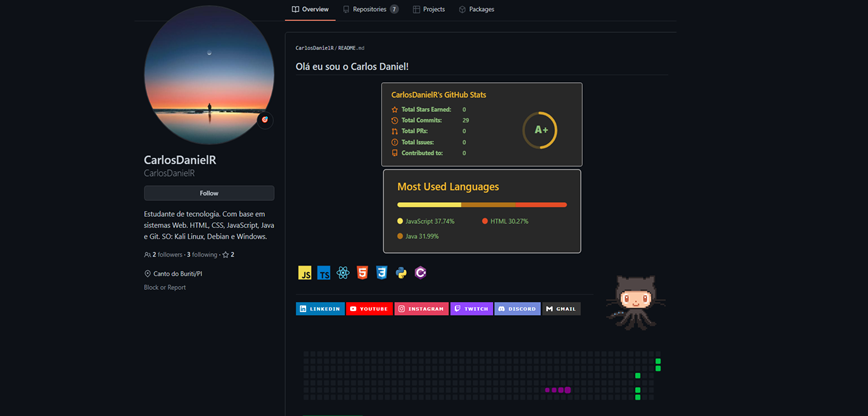 Overview Repositories 7 Projects Packages
CarlosDanielR / README.md
Olá eu sou o Carlos Daniel!
CarlosDanielR's GitHub Stats
Total Stars Earned: 0
Total Commits: 29
Total PRs: 0
Total Issues: 0
Contributed to: 0
A+
Most Used Languages
JavaScript 37.74% HTML 30.27%
Java 31.99%
JS TS
LINKEDIN YOUTUBE INSTAGRAM TWITCH DISCORD GMAIL
CarlosDanielR
CarlosDanielR
Follow
Estudante de tecnologia. Com base em
sistemas Web. HTML, CSS, JavaScript, Java
e Git. SO: Kali Linux, Debian e Windows.
2 followers · 3 following · 2
Canto do Buriti/PI
Block or Report